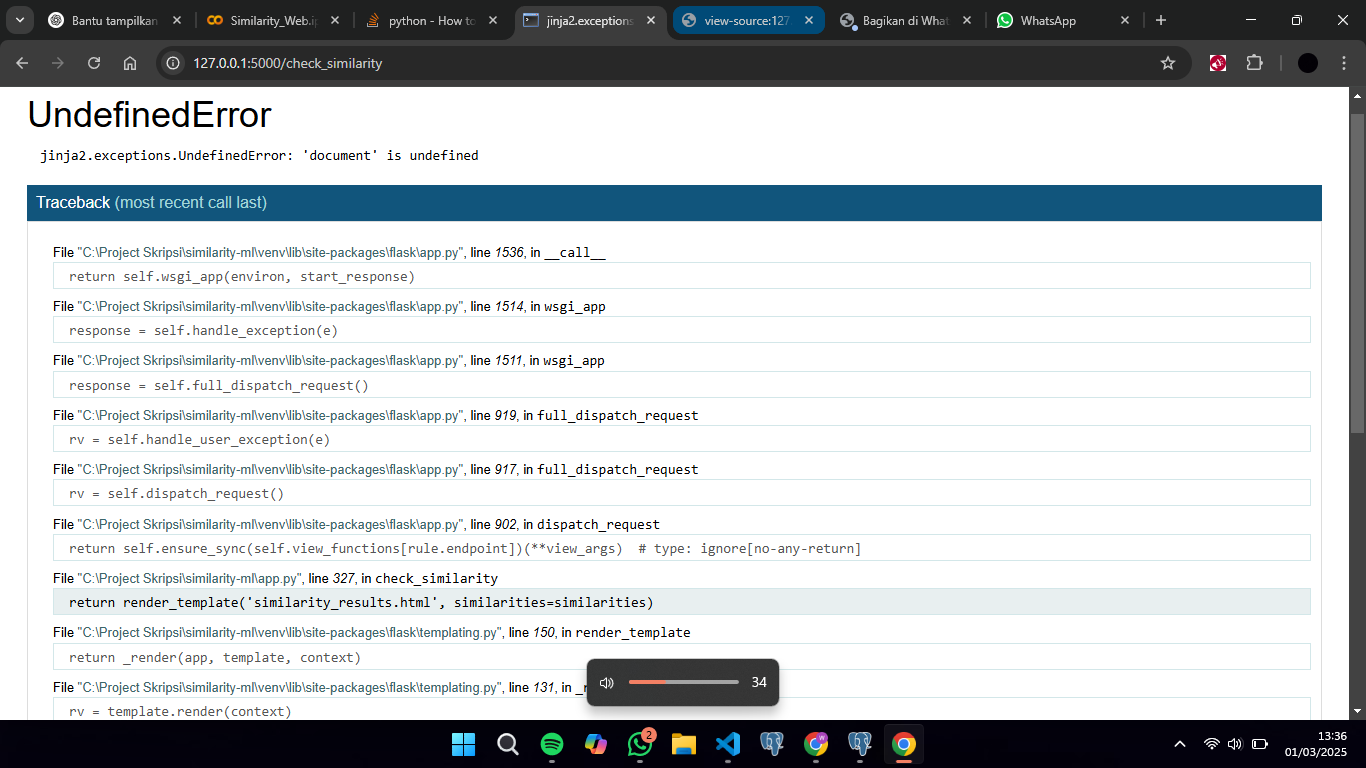 Bantu tampilkan
Similarity_Web.ip
python - How to
jinja2.exceptions
view-source:127
Bagikan di What
WhatsApp
127.0.0.1:5000/check_similarity
UndefinedError
jinja2.exceptions.UndefinedError: 'document' is undefined
Traceback (most recent call last)
File "C:\Project Skripsi\similarity-ml\venv\lib\site-packages\flask\app.py", line 1536, in __call__
return self.wsgi_app(environ, start_response)
File "C:\Project Skripsi\similarity-ml\venv\lib\site-packages\flask\app.py", line 1514, in wsgi_app
response = self.handle_exception(e)
File "C:\Project Skripsi\similarity-ml\venv\lib\site-packages\flask\app.py", line 1511, in wsgi_app
response = self.full_dispatch_request()
File "C:\Project Skripsi\similarity-ml\venv\lib\site-packages\flask\app.py", line 919, in full_dispatch_request
rv = self.handle_user_exception(e)
File "C:\Project Skripsi\similarity-ml\venv\lib\site-packages\flask\app.py", line 917, in full_dispatch_request
rv = self.dispatch_request()
File "C:\Project Skripsi\similarity-ml\venv\lib\site-packages\flask\app.py", line 902, in dispatch_request
return self.ensure_sync(self.view_functions[rule.endpoint])(**view_args)  # type: ignore[no-any-return]
File "C:\Project Skripsi\similarity-ml\app.py", line 327, in check_similarity
return render_template('similarity_results.html', similarities=similarities)
File "C:\Project Skripsi\similarity-ml\venv\lib\site-packages\flask\templating.py", line 150, in render_template
return _render(app, template, context)
File "C:\Project Skripsi\similarity-ml\venv\lib\site-packages\flask\templating.py", line 131, in
rv = template.render(context)
34
2
13:36
01/03/2025